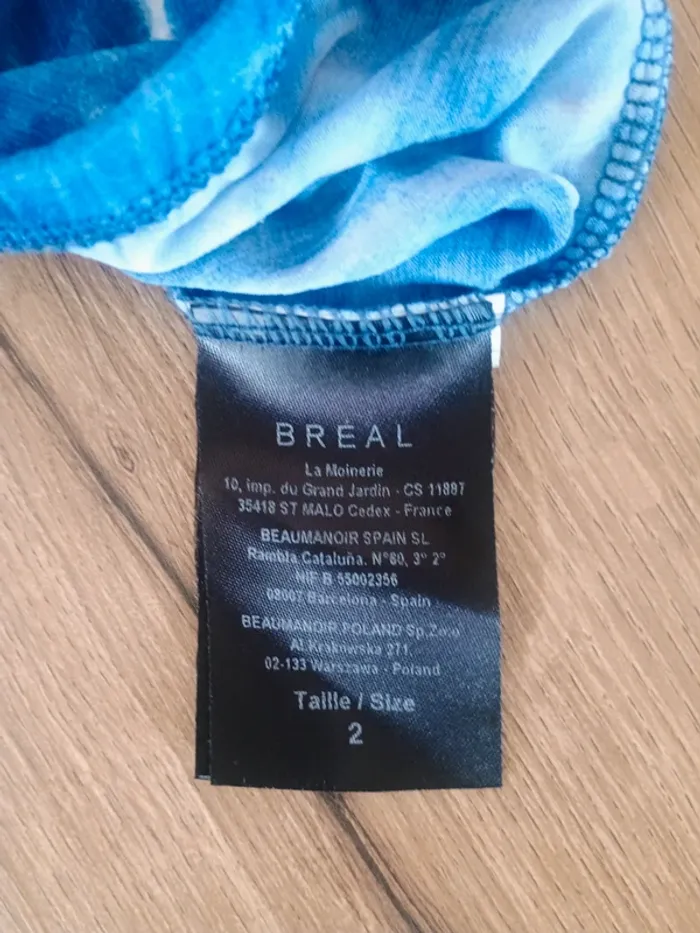 BRÉAL
La Moinerie
10, imp. du Grand Jardin - CS 11887
35418 ST MALO Cedex - France
BEAUMANOIR SPAIN SL
Rambla Cataluña. N°60, 3° 2°
NIF B 55002356
08007 Barcelona - Spain
BEAUMANOIR POLAND Sp.Zo.o
Al.Krakowska 271,
02-133 Warszawa - Poland
Taille / Size
2